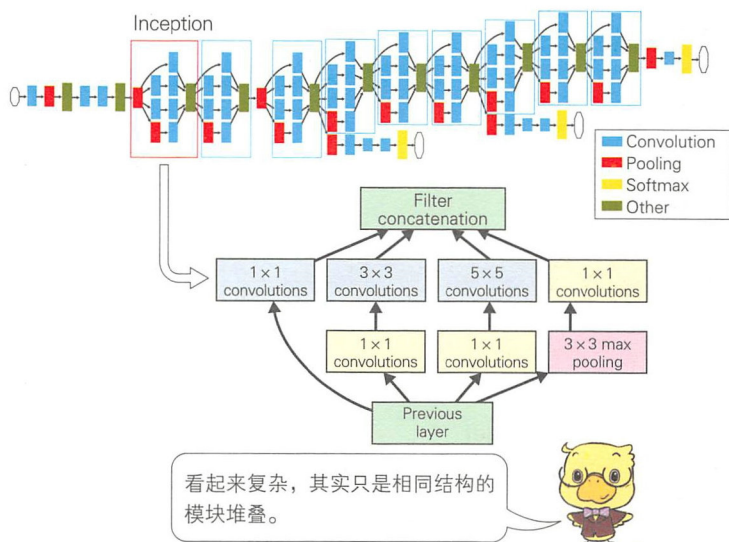 Inception
Convolution
Pooling
Softmax
Other
Filter
concatenation
1×1
convolutions
3×3
convolutions
5×5
convolutions
1×1
convolutions
1×1
convolutions
1×1
convolutions
3×3 max
pooling
Previous
layer
看起来复杂，其实只是相同结构的
模块堆叠。